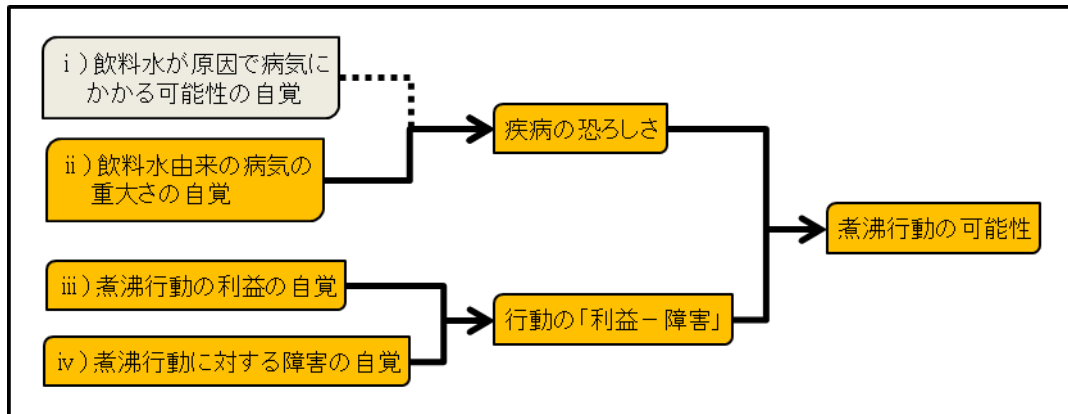 ⅰ）飲料水が原因で病気に
かかる可能性の自覚
ⅱ）飲料水由来の病気の
重大さの自覚
疾病の恐ろしさ
煮沸行動の可能性
ⅲ）煮沸行動の利益の自覚
行動の「利益－障害」
ⅳ）煮沸行動に対する障害の自覚